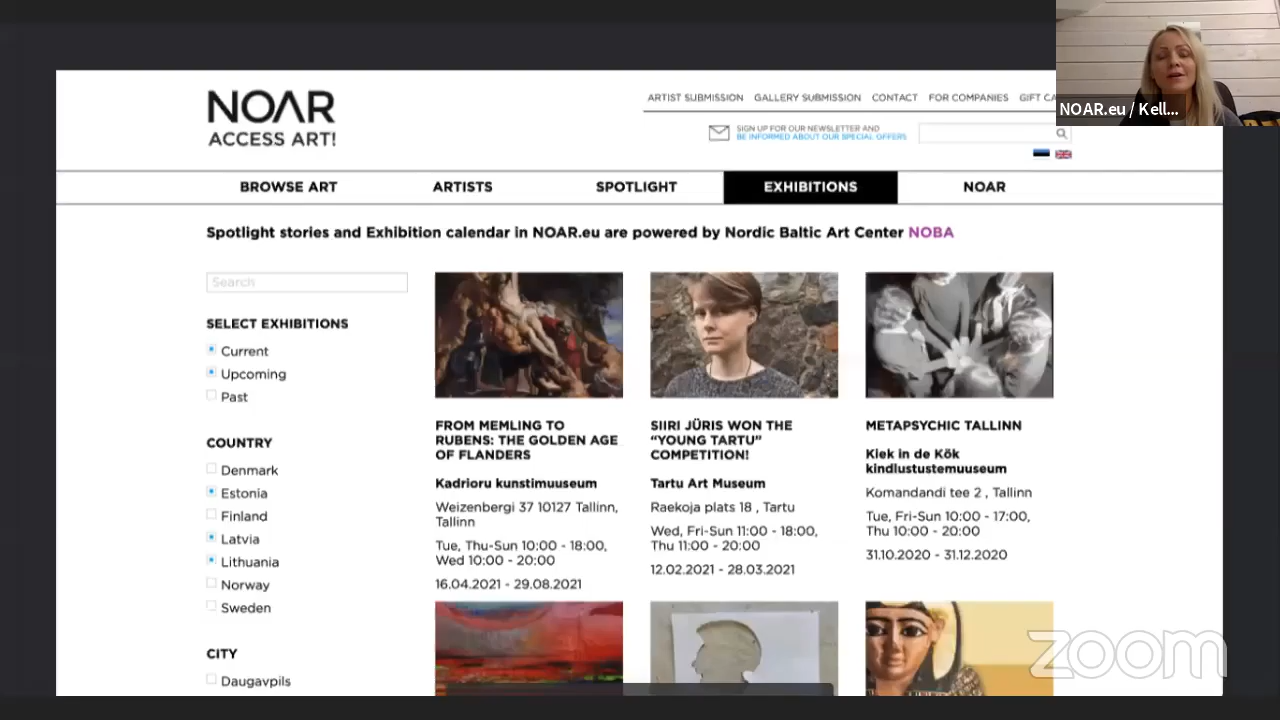 NOAR
ACCESS ART!
ARTIST SUBMISSION GALLERY SUBMISSION CONTACT FOR COMPANIES GIFT CA
NOAR.eu / Kell...
SIGN UP FOR OUR NEWSLETTER AND
BE INFORMED ABOUT OUR SPECIAL OFFERS
BROWSE ART ARTISTS SPOTLIGHT EXHIBITIONS NOAR
Spotlight stories and Exhibition calendar in NOAR.eu are powered by Nordic Baltic Art Center NOBA
Search
SELECT EXHIBITIONS
Current
Upcoming
Past
COUNTRY
Denmark
Estonia
Finland
Latvia
Lithuania
Norway
Sweden
CITY
Daugavpils
FROM MEMLING TO
RUBENS: THE GOLDEN AGE
OF FLANDERS
Kadrioru kunstimuuseum
Weizenbergi 37 10127 Tallinn,
Tallinn
Tue, Thu-Sun 10:00 - 18:00,
Wed 10:00 - 20:00
16.04.2021 - 29.08.2021
SIIRI JÜRIS WON THE
“YOUNG TARTU”
COMPETITION!
Tartu Art Museum
Raekoja plats 18 , Tartu
Wed, Fri-Sun 11:00 - 18:00,
Thu 11:00 - 20:00
12.02.2021 - 28.03.2021
METAPSYCHIC TALLINN
Kiek in de Kök
kindlustustemuuseum
Komandandi tee 2 , Tallinn
Tue, Fri-Sun 10:00 - 17:00,
Thu 10:00 - 20:00
31.10.2020 - 31.12.2020
zoom